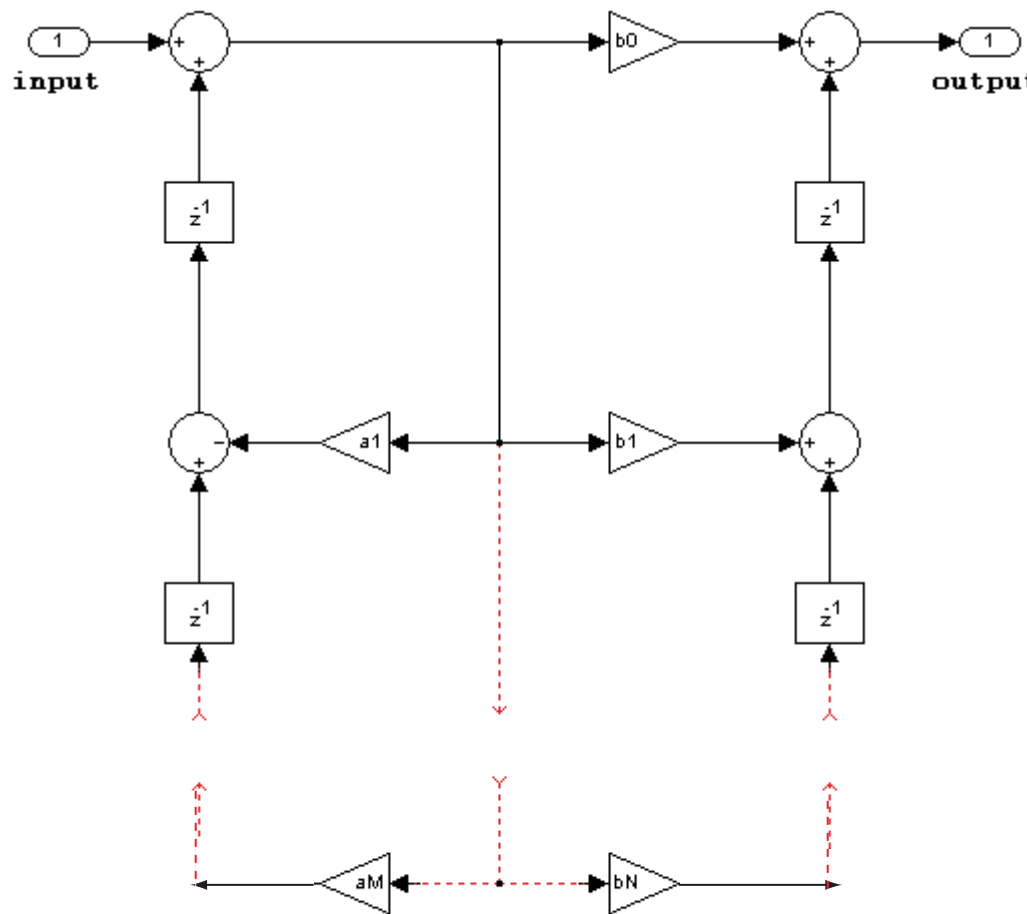 1
+
+
b0
+
+
1
input
output
z-1
z-1
-
+
a1
b1
+
+
z-1
z-1
aM
bN